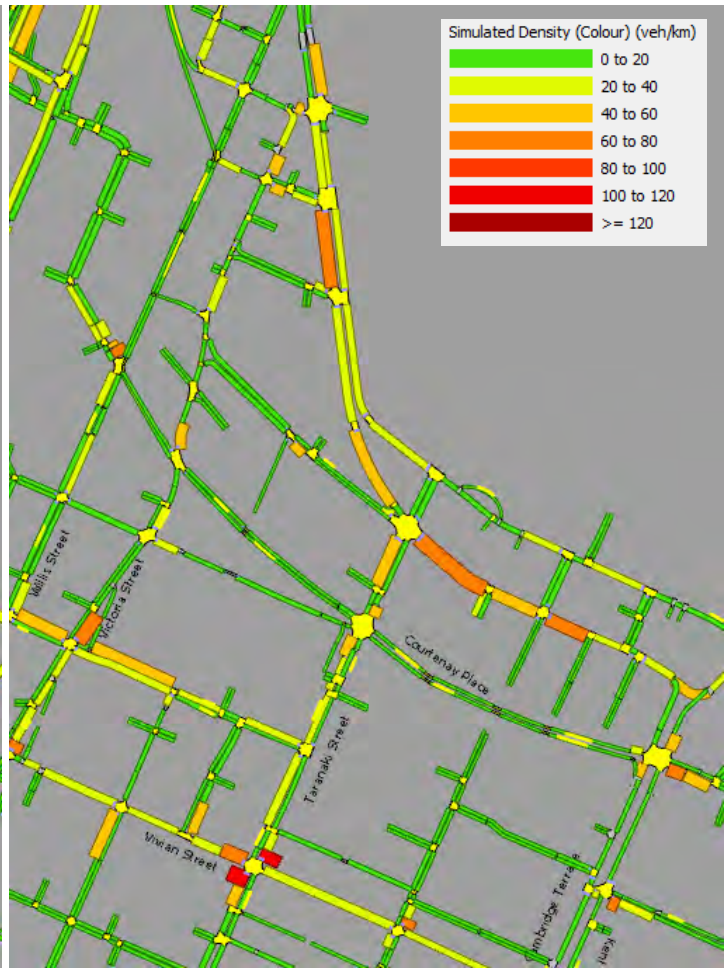 Simulated Density (Colour) (veh/km)
0 to 20
20 to 40
40 to 60
60 to 80
80 to 100
100 to 120
>= 120
Willis Street
Victoria Street
Courtenay Place
Taranaki Street
Vivian Street
Cambridge Terrace
Kent